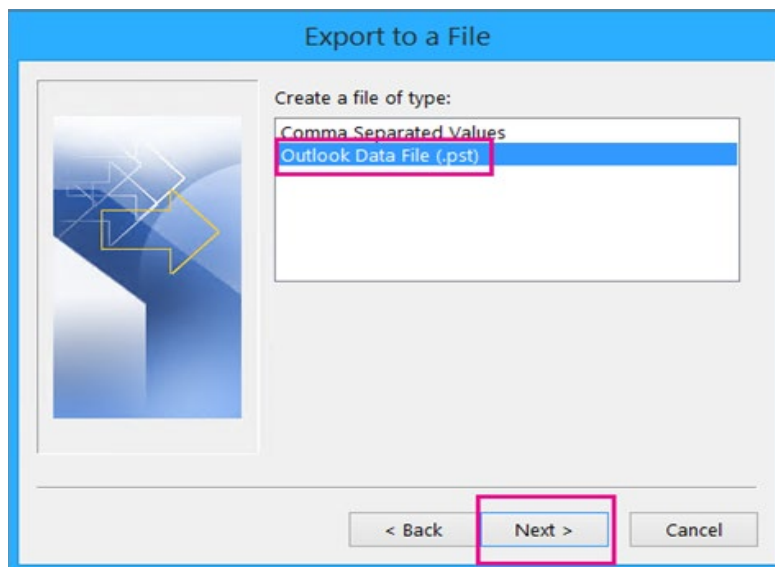 Export to a File
Create a file of type:
Comma Separated Values
Outlook Data File (.pst)
< Back Next > Cancel